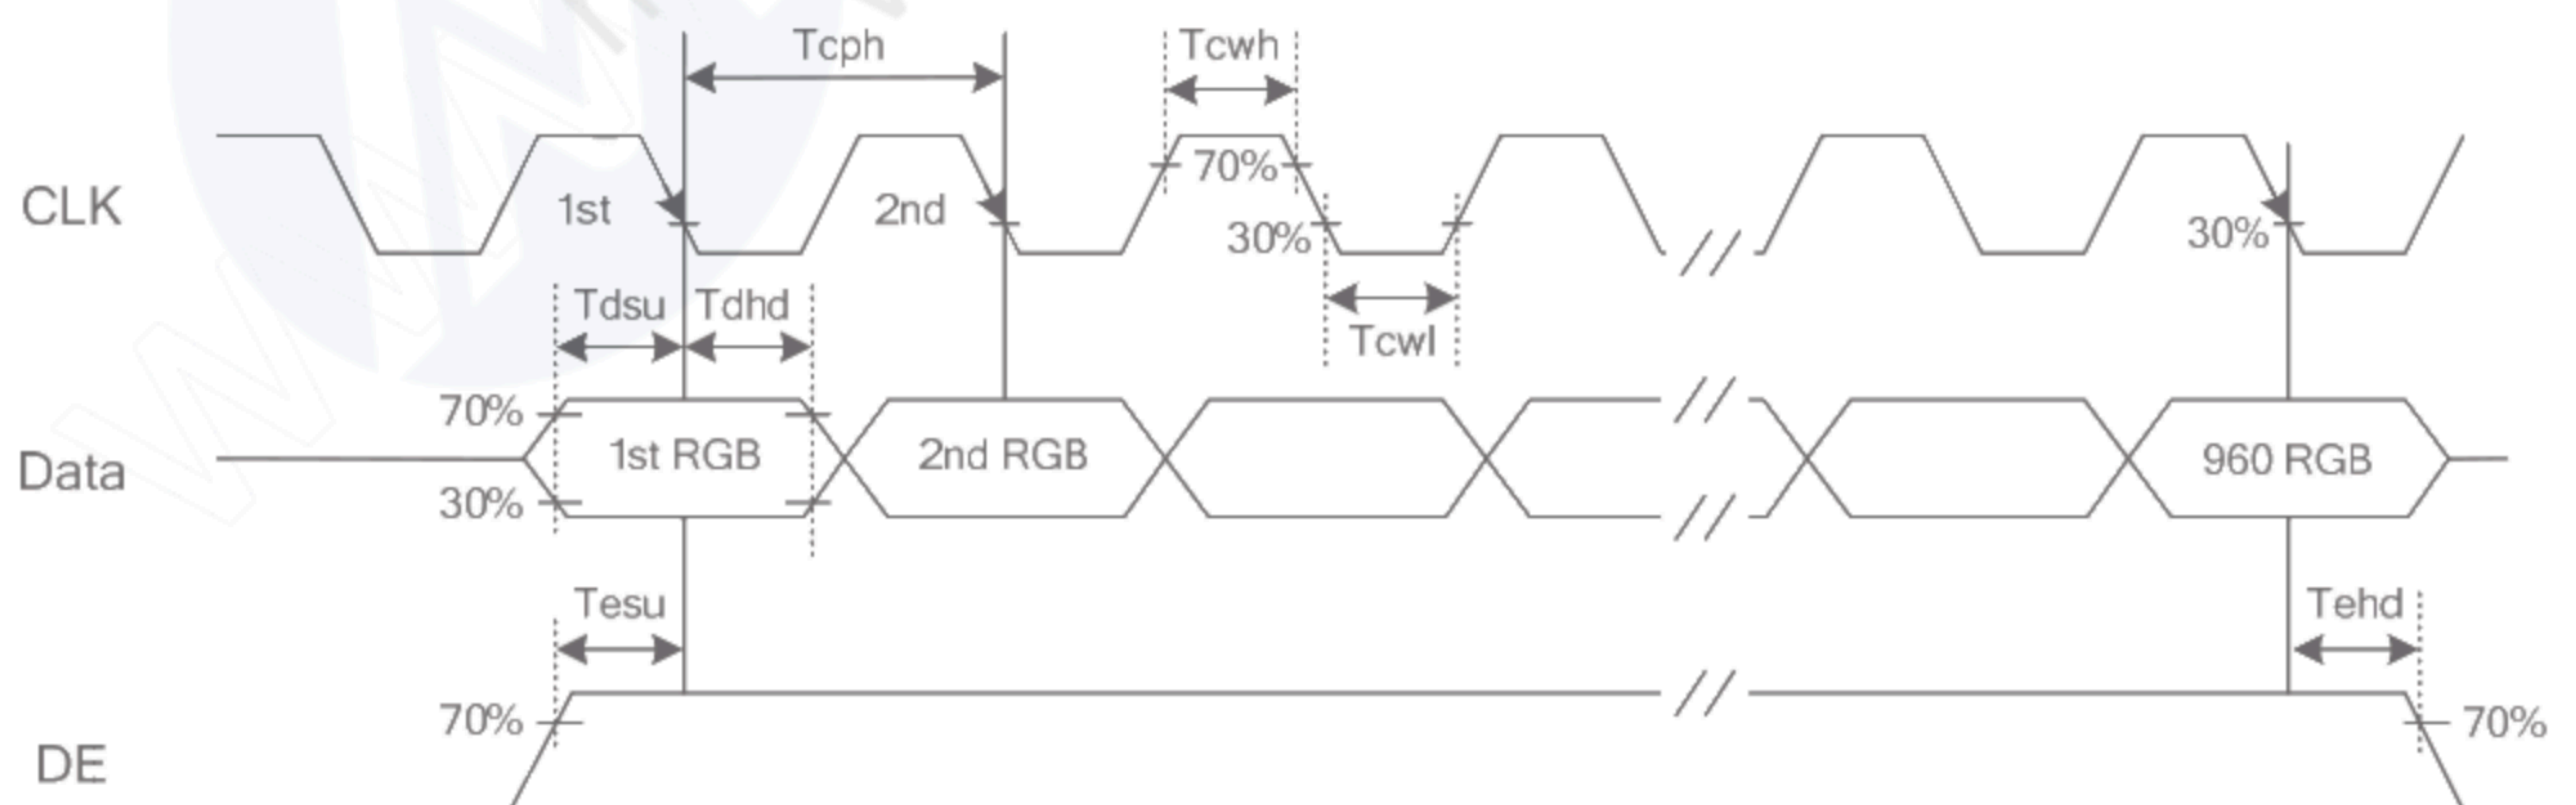 Tcph
Tcwh
CLK
1st
2nd
70%
30%
30%
Tdsu
Tdhd
Tcwl
Data
70%
30%
1st RGB
2nd RGB
960 RGB
Tesu
Tehd
DE
70%
70%